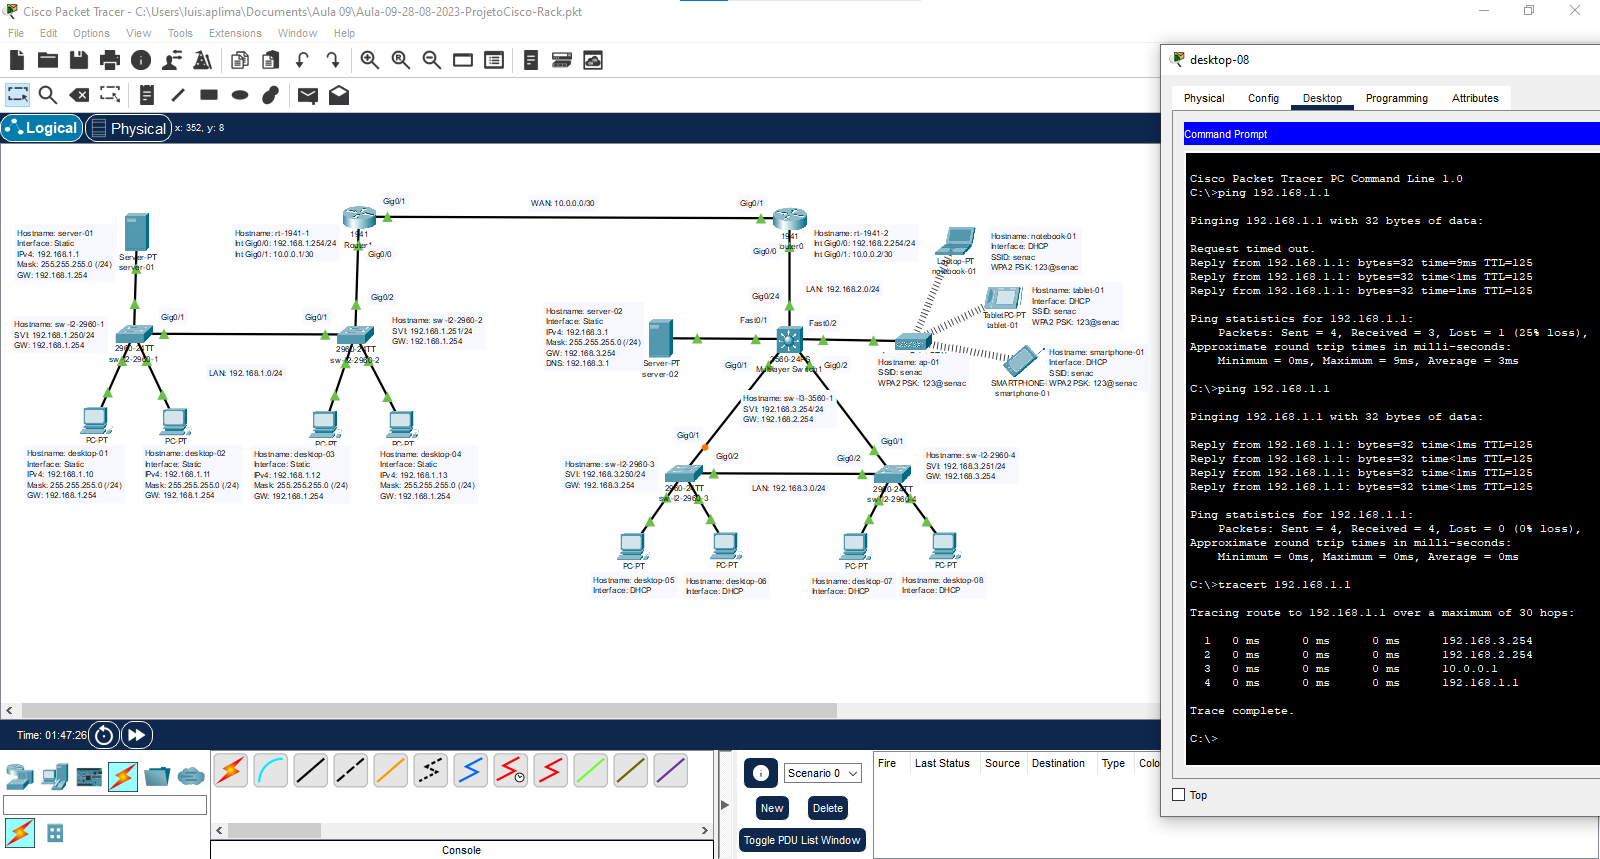 Cisco Packet Tracer - C:\Users\luis.aplima\Documents\Aula 09\Aula-09-28-08-2023-ProjetoCisco-Rack.pkt
File Edit Options View Tools Extensions Window Help
Logical Physical x: 352, y: 8
Gig0/1
WAN: 10.0.0.0/30
Gig0/1
Hostname: server-01
Interface: Static
IPv4: 192.168.1.1
Mask: 255.255.255.0 (/24)
GW: 192.168.1.254
Server-PT
server-01
Hostname: rt-1941-1
Int Gig0/0: 192.168.1.254/24
Int Gig0/1: 10.0.0.1/30
1941
Gig0/0
1941
Gig0/0
Hostname: rt-1941-2
Int Gig0/0: 192.168.2.254/24
Int Gig0/1: 10.0.0.2/30
Laptop-PT
notebook-01
Hostname: notebook-01
Interface: DHCP
SSID: senac
WPA2 PSK: 123@senac
Gig0/2
Gig0/24
LAN: 192.168.2.0/24
TabletPC-PT
tablet-01
Hostname: tablet-01
Interface: DHCP
SSID: senac
WPA2 PSK: 123@senac
Hostname: sw-l2-2960-1
SVI: 192.168.1.250/24
GW: 192.168.1.254
Gig0/1
Gig0/1
Hostname: sw-l2-2960-2
SVI: 192.168.1.251/24
GW: 192.168.1.254
2960-24TT
sw-l2-2960-1
2960-24TT
sw-l2-2960-2
LAN: 192.168.1.0/24
Hostname: server-02
Interface: Static
IPv4: 192.168.3.1
Mask: 255.255.255.0 (/24)
GW: 192.168.3.254
DNS: 192.168.3.1
Server-PT
server-02
Fast0/1
Fast0/2
Gig0/1
Gig0/2
3560-24PS
Multilayer Switch1
Hostname: ap-01
SSID: senac
WPA2 PSK: 123@senac
Hostname: smartphone-01
Interface: DHCP
SSID: senac
WPA2 PSK: 123@senac
SMARTPHONE-
smartphone-01
Hostname: sw-l3-3560-1
SVI: 192.168.3.254/24
GW: 192.168.2.254
PC-PT
PC-PT
PC-PT
PC-PT
Hostname: desktop-01
Interface: Static
IPv4: 192.168.1.10
Mask: 255.255.255.0 (/24)
GW: 192.168.1.254
Hostname: desktop-02
Interface: Static
IPv4: 192.168.1.11
Mask: 255.255.255.0 (/24)
GW: 192.168.1.254
Hostname: desktop-03
Interface: Static
IPv4: 192.168.1.12
Mask: 255.255.255.0 (/24)
GW: 192.168.1.254
Hostname: desktop-04
Interface: Static
IPv4: 192.168.1.13
Mask: 255.255.255.0 (/24)
GW: 192.168.1.254
Gig0/1
Gig0/2
Gig0/1
Gig0/2
Hostname: sw-l2-2960-3
SVI: 192.168.3.250/24
GW: 192.168.3.254
2960-24TT
sw-l2-2960-3
LAN: 192.168.3.0/24
Hostname: sw-l2-2960-4
SVI: 192.168.3.251/24
GW: 192.168.3.254
2960-24TT
PC-PT
PC-PT
PC-PT
PC-PT
Hostname: desktop-05
Interface: DHCP
Hostname: desktop-06
Interface: DHCP
Hostname: desktop-07
Interface: DHCP
Hostname: desktop-08
Interface: DHCP
Time: 01:47:26
Console
Scenario 0
New
Delete
Toggle PDU List Window
Fire Last Status Source Destination Type Colo
desktop-08
Physical Config Desktop Programming Attributes
Command Prompt
Cisco Packet Tracer PC Command Line 1.0
C:\>ping 192.168.1.1
Pinging 192.168.1.1 with 32 bytes of data:
Request timed out.
Reply from 192.168.1.1: bytes=32 time=9ms TTL=125
Reply from 192.168.1.1: bytes=32 time<1ms TTL=125
Reply from 192.168.1.1: bytes=32 time=1ms TTL=125
Ping statistics for 192.168.1.1:
Packets: Sent = 4, Received = 3, Lost = 1 (25% loss),
Approximate round trip times in milli-seconds:
Minimum = 0ms, Maximum = 9ms, Average = 3ms
C:\>ping 192.168.1.1
Pinging 192.168.1.1 with 32 bytes of data:
Reply from 192.168.1.1: bytes=32 time<1ms TTL=125
Reply from 192.168.1.1: bytes=32 time<1ms TTL=125
Reply from 192.168.1.1: bytes=32 time<1ms TTL=125
Reply from 192.168.1.1: bytes=32 time<1ms TTL=125
Ping statistics for 192.168.1.1:
Packets: Sent = 4, Received = 4, Lost = 0 (0% loss),
Approximate round trip times in milli-seconds:
Minimum = 0ms, Maximum = 0ms, Average = 0ms
C:\>tracert 192.168.1.1
Tracing route to 192.168.1.1 over a maximum of 30 hops:
1 0 ms 0 ms 0 ms 192.168.3.254
2 0 ms 0 ms 0 ms 192.168.2.254
3 0 ms 0 ms 0 ms 10.0.0.1
4 0 ms 0 ms 0 ms 192.168.1.1
Trace complete.
C:\>
Top